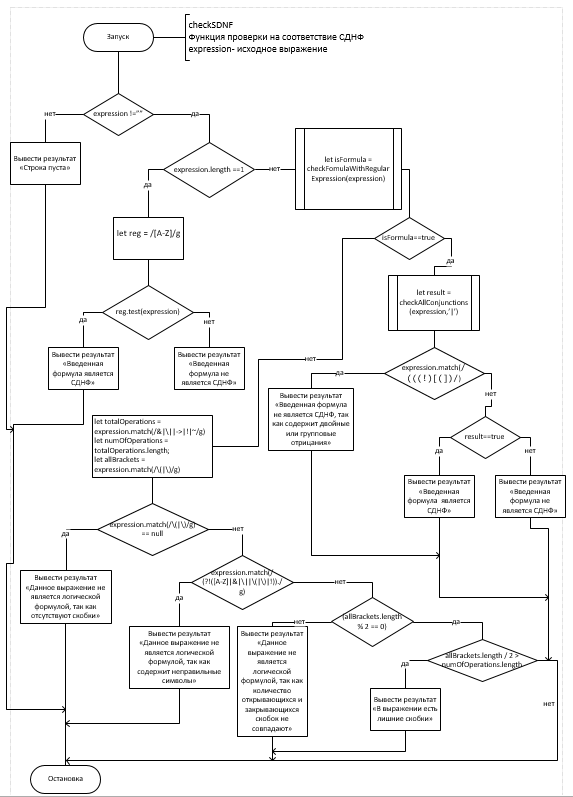 checkSDNF
Запуск
Функция проверки на соответствие СДНФ
expression- исходное выражение
нет
expression !=""
да
Вывести результат
«Строка пуста»
expression.length ==1
нет
let isFormula =
checkFomulaWithRegular
Expression(expression)
да
let reg = /[A-Z]/g
isFormula==true
да
let result =
checkAllConjunctions
(expression,'|')
reg.test(expression)
да
нет
Вывести результат
«Введенная
формула является
СДНФ»
Вывести результат
«Введенная
формула не
является СДНФ»
нет
да
expression.match(/
(((!)[(])/)
нет
Вывести результат
«Введенная формула
не является СДНФ, так
как содержит двойные
или групповые
отрицания»
result==true
да
нет
let totalOperations =
expression.match(/&|\||->|!|~/g)
let numOfOperations =
totalOperations.length;
let allBrackets =
expression.match(/\(|\)/g)
Вывести результат
«Введенная
формула  является
СДНФ»
Вывести результат
«Введенная
формула не
является СДНФ»
expression.match(/\(|\)/g)
== null
да
нет
Вывести результат
«Данное выражение не
является логической
формулой, так как
отсутствуют скобки»
expression.match(/
(?!([A-Z]|&|\||\(|\)|!))./
g)
да
нет
Вывести результат
«Данное выражение не
является логической
формулой, так как
содержит неправильные
символы»
(allBrackets.length
% 2 == 0)
нет
да
Вывести результат
«Данное
выражение не
является
логической
формулой, так как
количество
открывающихся и
закрывающихся
скобок не
совпадают»
allBrackets.length / 2 >
numOfOperations.length
да
нет
Вывести результат
«В выражении есть
лишние скобки»
Остановка